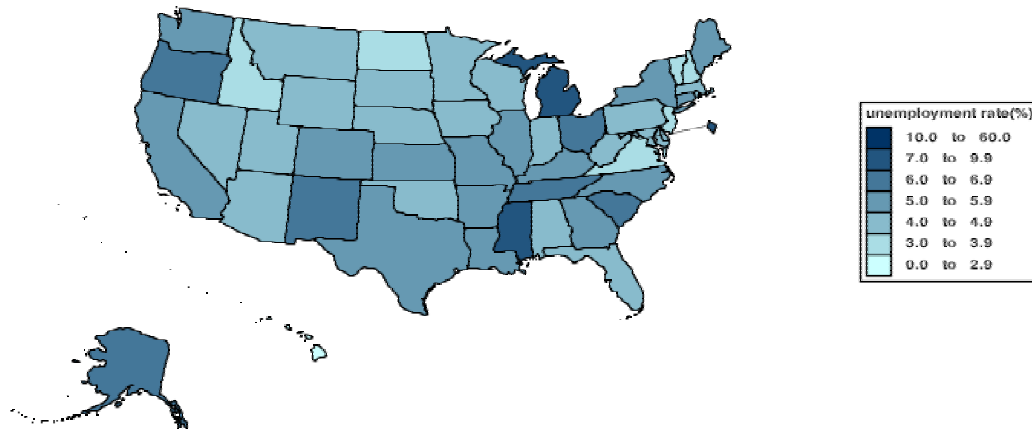 unemployment rate(%)
10.0 to 60.0
7.0 to 9.9
6.0 to 6.9
5.0 to 5.9
4.0 to 4.9
3.0 to 3.9
0.0 to 2.9